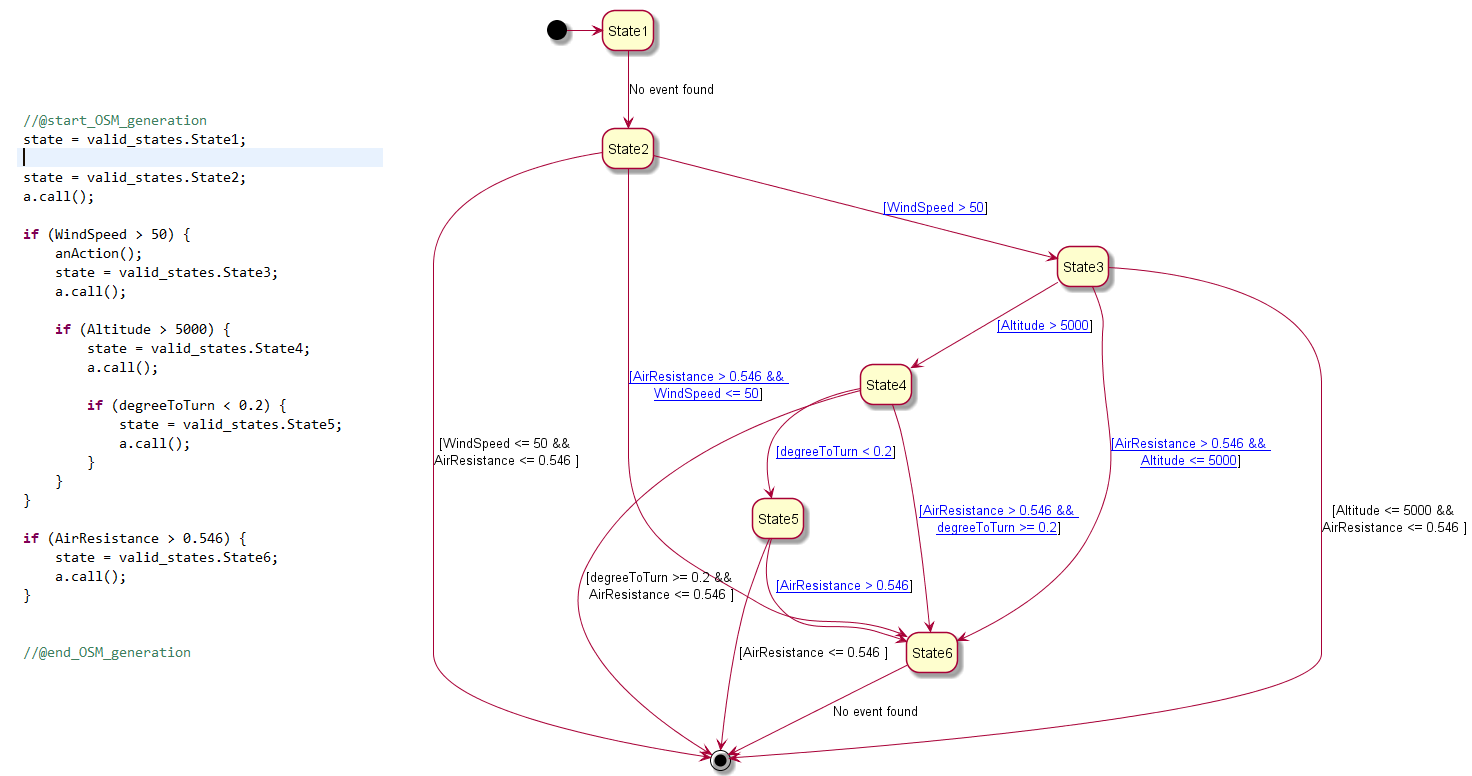 //@start_OSM_generation
state = valid_states.State1;
state = valid_states.State2;
a.call();
if (WindSpeed > 50) {
    anAction();
    state = valid_states.State3;
    a.call();
    if (Altitude > 5000) {
        state = valid_states.State4;
        a.call();
        if (degreeToTurn < 0.2) {
            state = valid_states.State5;
            a.call();
        }
    }
}
if (AirResistance > 0.546) {
    state = valid_states.State6;
    a.call();
}
//@end_OSM_generation
State1
No event found
State2
[WindSpeed > 50]
State3
[Altitude > 5000]
[AirResistance > 0.546 &&
WindSpeed <= 50]
State4
[WindSpeed <= 50 &&
AirResistance <= 0.546 ]
[degreeToTurn < 0.2]
[AirResistance > 0.546 &&
Altitude <= 5000]
State5
[AirResistance > 0.546 &&
degreeToTurn >= 0.2]
[Altitude <= 5000 &&
AirResistance <= 0.546 ]
[degreeToTurn >= 0.2 &&
AirResistance <= 0.546 ]
[AirResistance > 0.546]
[AirResistance <= 0.546 ]
State6
No event found